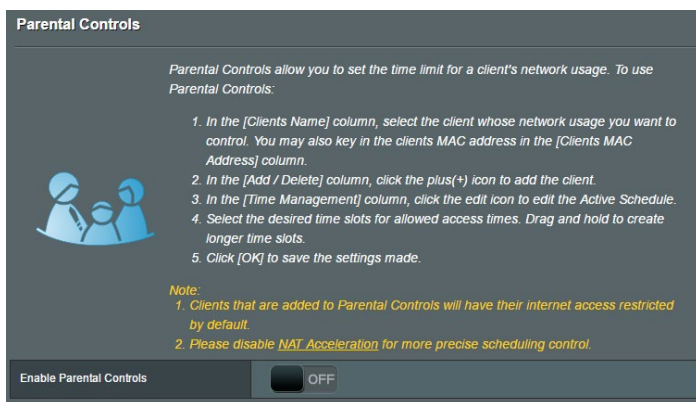 Parental Controls
Parental Controls allow you to set the time limit for a client's network usage. To use
Parental Controls:
1. In the [Clients Name] column, select the client whose network usage you want to
control. You may also key in the clients MAC address in the [Clients MAC
Address] column.
2. In the [Add / Delete] column, click the plus(+) icon to add the client.
3. In the [Time Management] column, click the edit icon to edit the Active Schedule.
4. Select the desired time slots for allowed access times. Drag and hold to create
longer time slots.
5. Click [OK] to save the settings made.
Note:
1. Clients that are added to Parental Controls will have their internet access restricted
by default.
2. Please disable NAT Acceleration for more precise scheduling control.
Enable Parental Controls
OFF